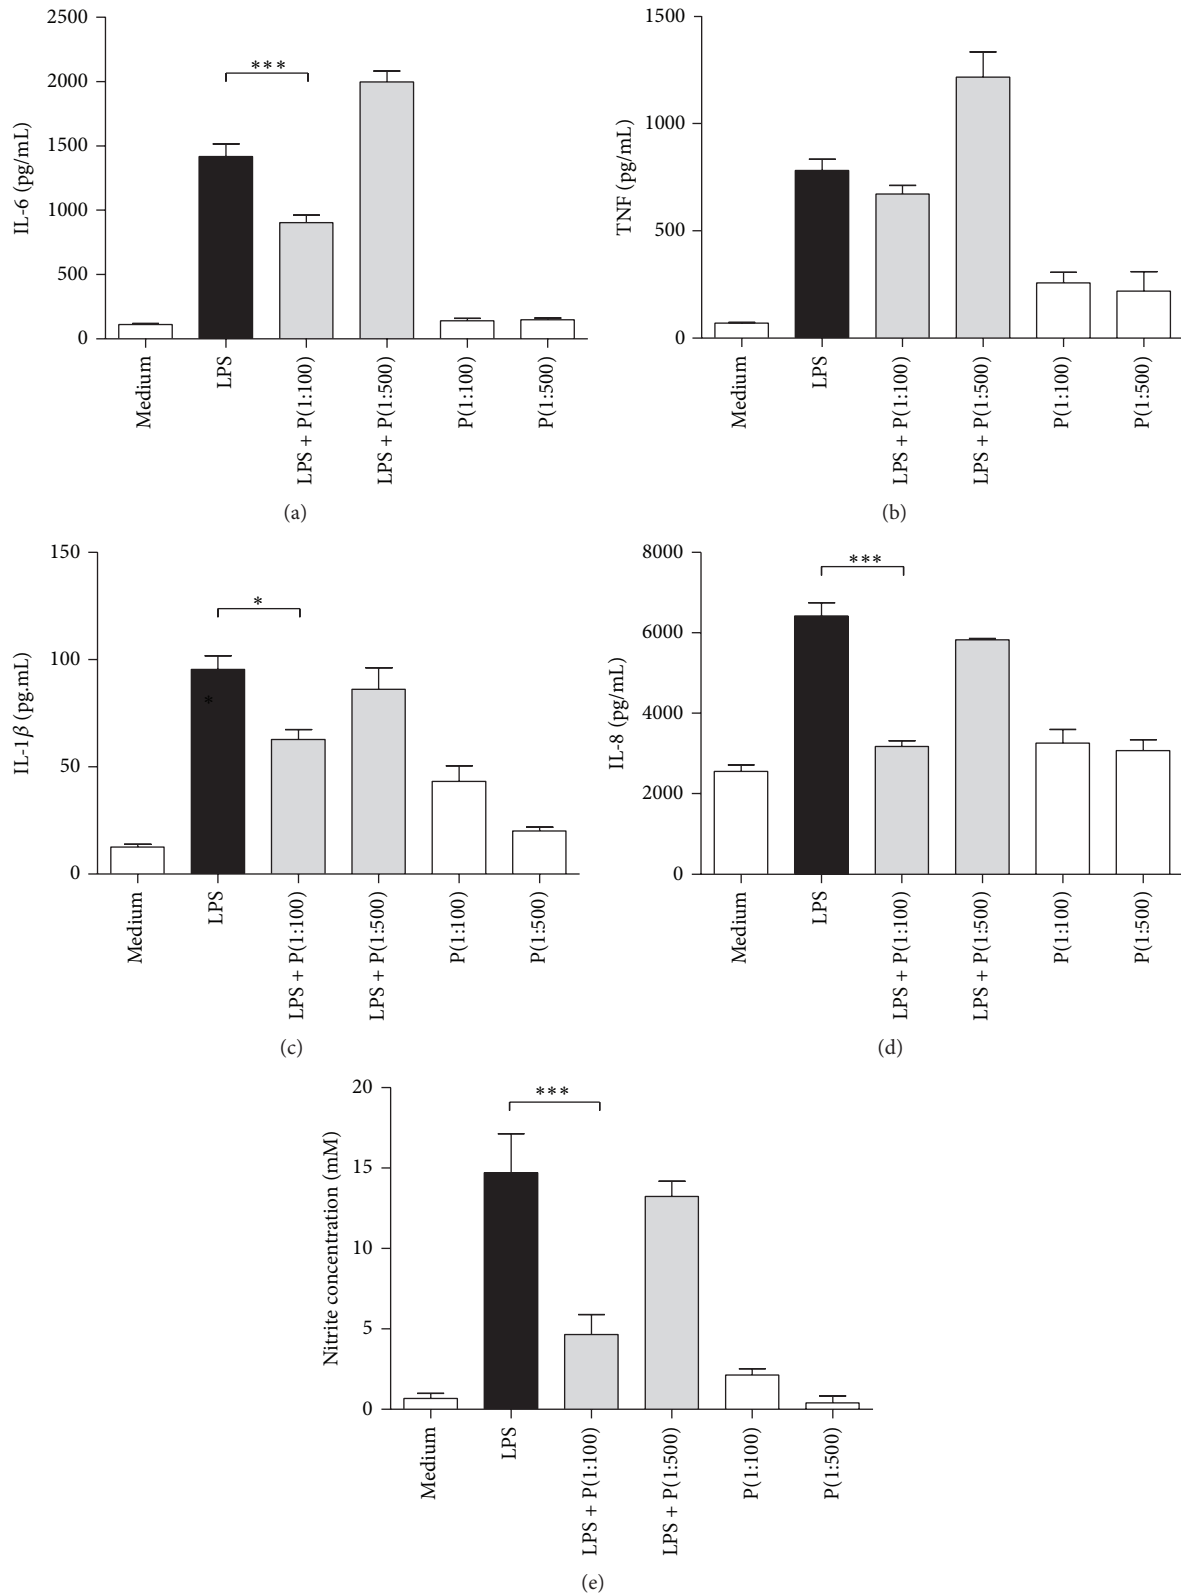 2500
2000
1500
1000
500
0
IL-6 (pg/mL)
***
Medium
LPS
LPS + P(1:100)
LPS + P(1:500)
P(1:100)
P(1:500)
(a)
1500
1000
500
0
TNF (pg/mL)
Medium
LPS
LPS + P(1:100)
LPS + P(1:500)
P(1:100)
P(1:500)
(b)
150
100
50
0
IL-1β (pg.mL)
*
*
Medium
LPS
LPS + P(1:100)
LPS + P(1:500)
P(1:100)
P(1:500)
(c)
8000
6000
4000
2000
0
IL-8 (pg/mL)
***
Medium
LPS
LPS + P(1:100)
LPS + P(1:500)
P(1:100)
P(1:500)
(d)
20
15
10
5
0
Nitrite concentration (mM)
***
Medium
LPS
LPS + P(1:100)
LPS + P(1:500)
P(1:100)
P(1:500)
(e)